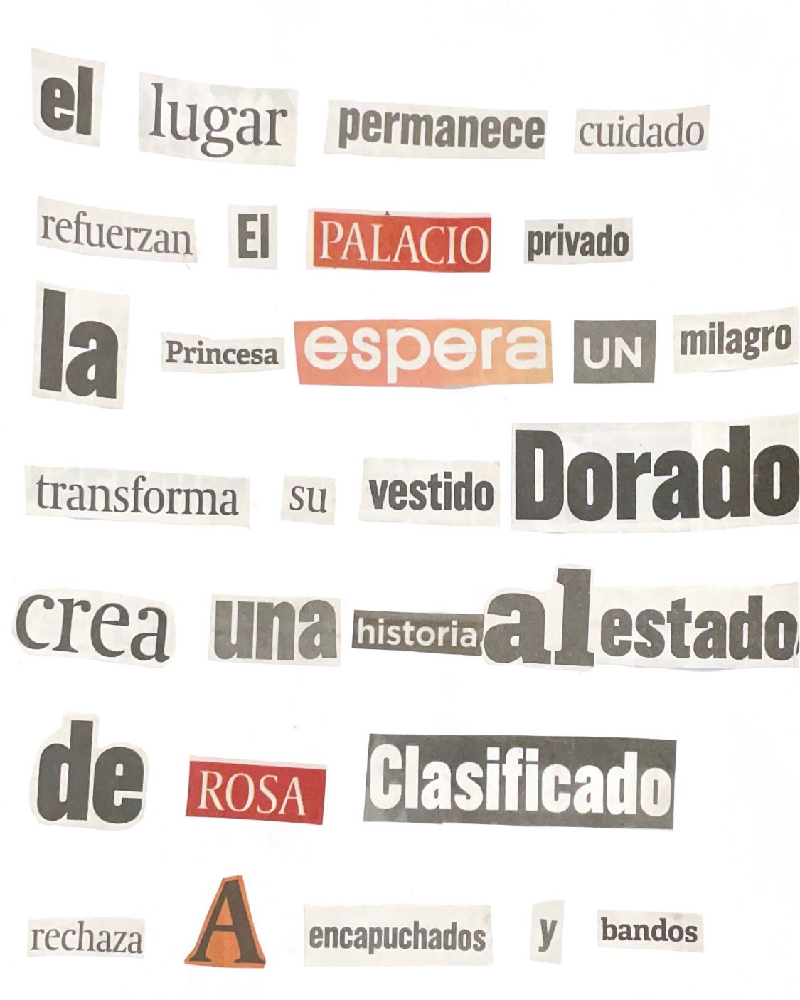 el lugar permanece cuidado
refuerzan El PALACIO privado
la Princesa espera UN milagro
transforma su vestido Dorado
crea una historia al estado
de ROSA Clasificado
rechaza A encapuchados y bandos